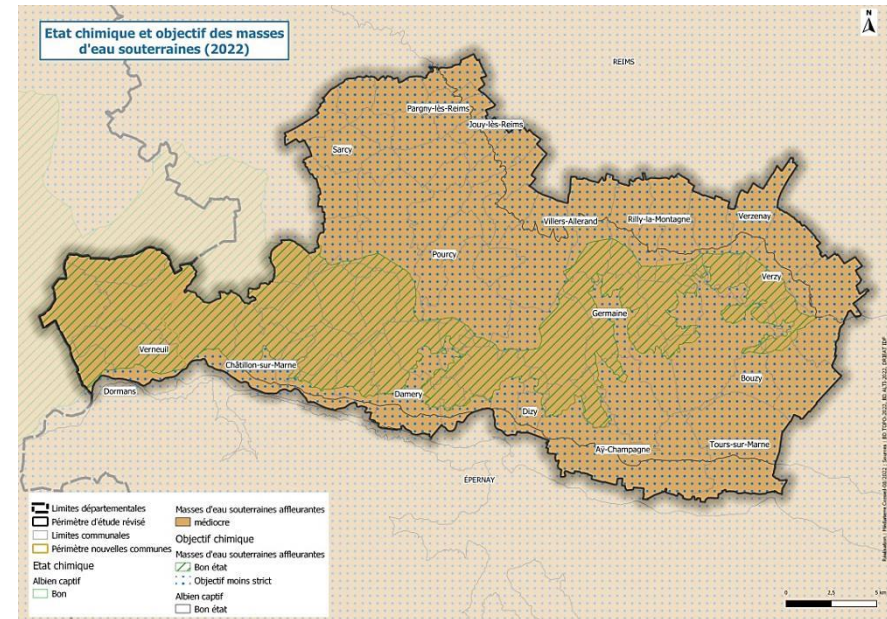 Etat chimique et objectif des masses
d'eau souterraines (2022)
N
REIMS
Pargny-lès-Reims
Jouy-lès-Reims
Sarcy
Villers-Allerand
Rilly-la-Montagne
Verzenay
Pourcy
Verzy
Germaine
Verneuil
Châtillon-sur-Marne
Dormans
Damery
Bouzy
Dizy
Aÿ-Champagne
Tours-sur-Marne
ÉPERNAY
Limites départementales
Périmètre d'étude révisé
Limites communales
Périmètre nouvelles communes
Etat chimique
Albien captif
Bon
Masses d'eau souterraines affleurantes
médiocre
Objectif chimique
Masses d'eau souterraines affleurantes
Bon état
Objectif moins strict
Albien captif
Bon état
0 2,5 5 km